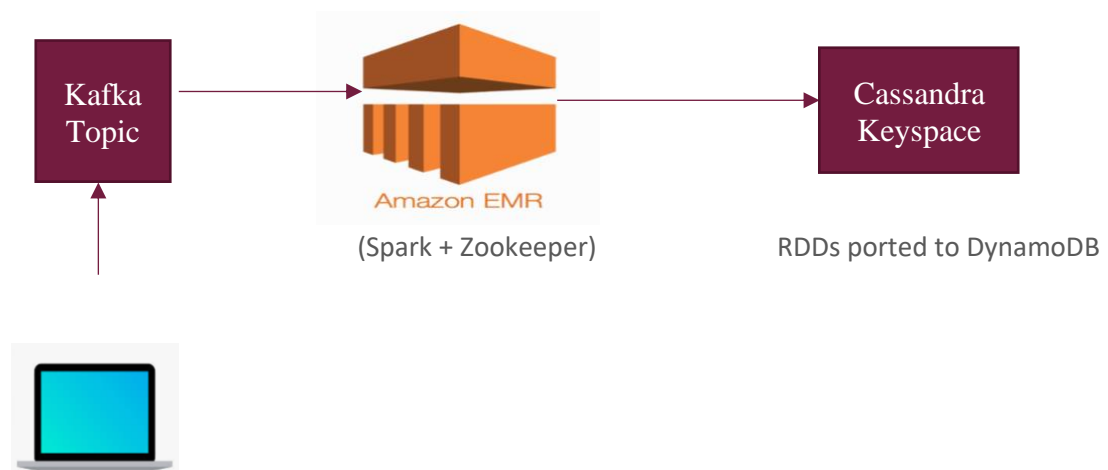 Kafka
Topic
Amazon EMR
(Spark + Zookeeper)
Cassandra
Keyspace
RDDs ported to DynamoDB